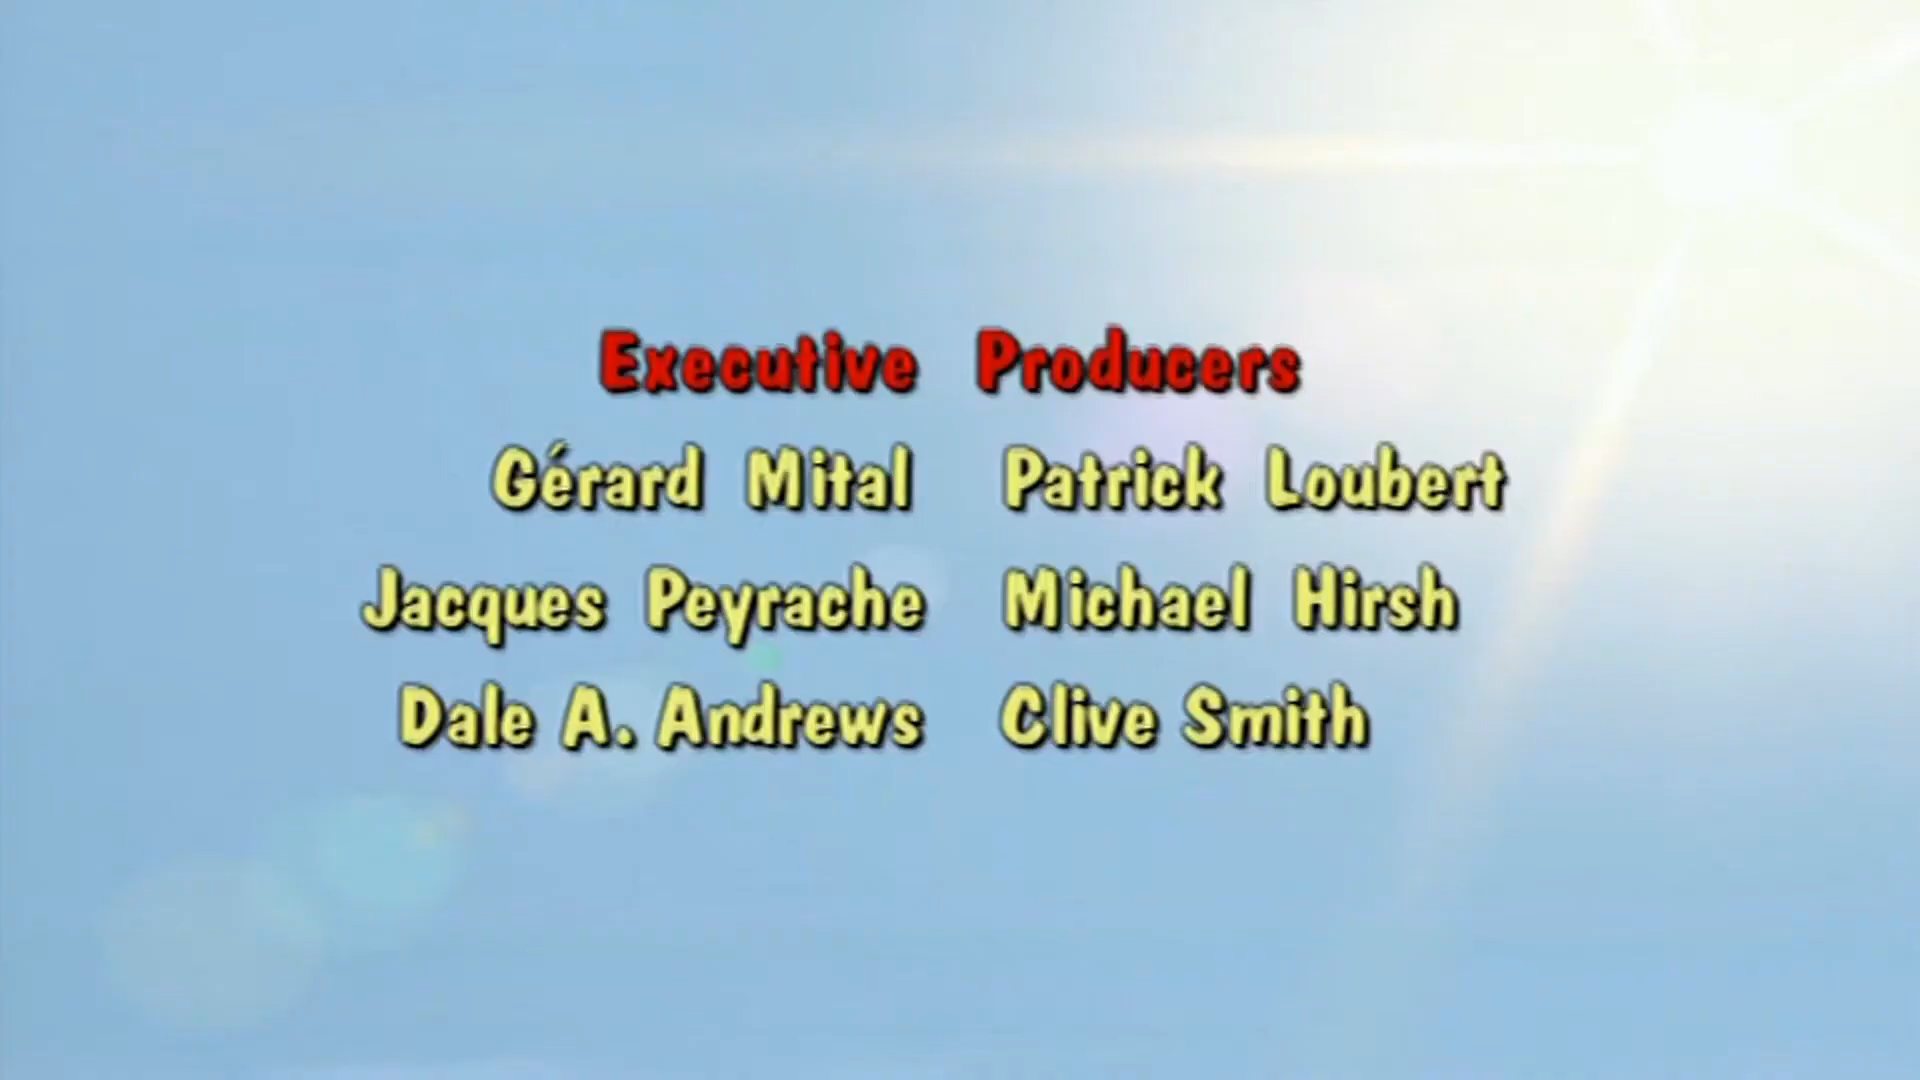 Executive Producers
Gérard Mital Patrick Loubert
Jacques Peyrache Michael Hirsh
Dale A. Andrews Clive Smith